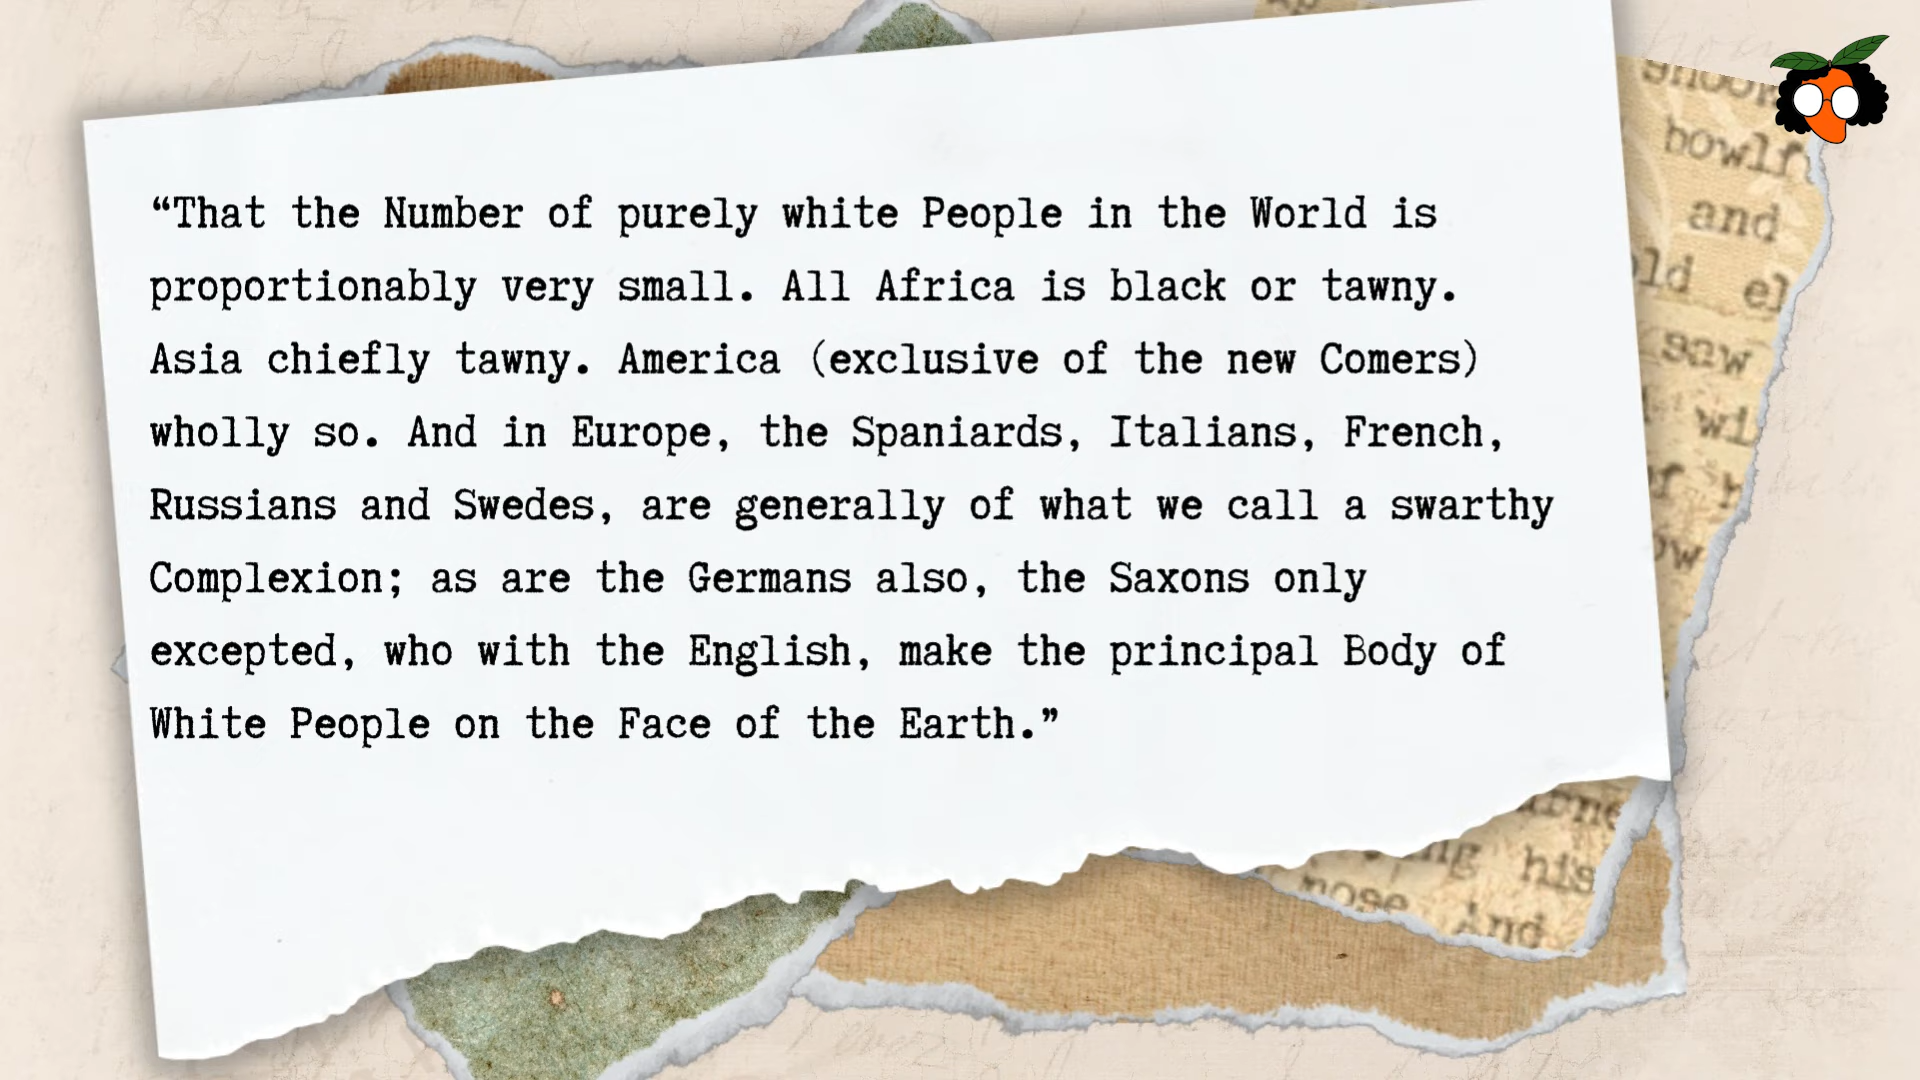 “That the Number of purely white People in the World is
proportionably very small. All Africa is black or tawny.
Asia chiefly tawny. America (exclusive of the new Comers)
wholly so. And in Europe, the Spaniards, Italians, French,
Russians and Swedes, are generally of what we call a swarthy
Complexion; as are the Germans also, the Saxons only
excepted, who with the English, make the principal Body of
White People on the Face of the Earth.”
and
saw
his
nose And